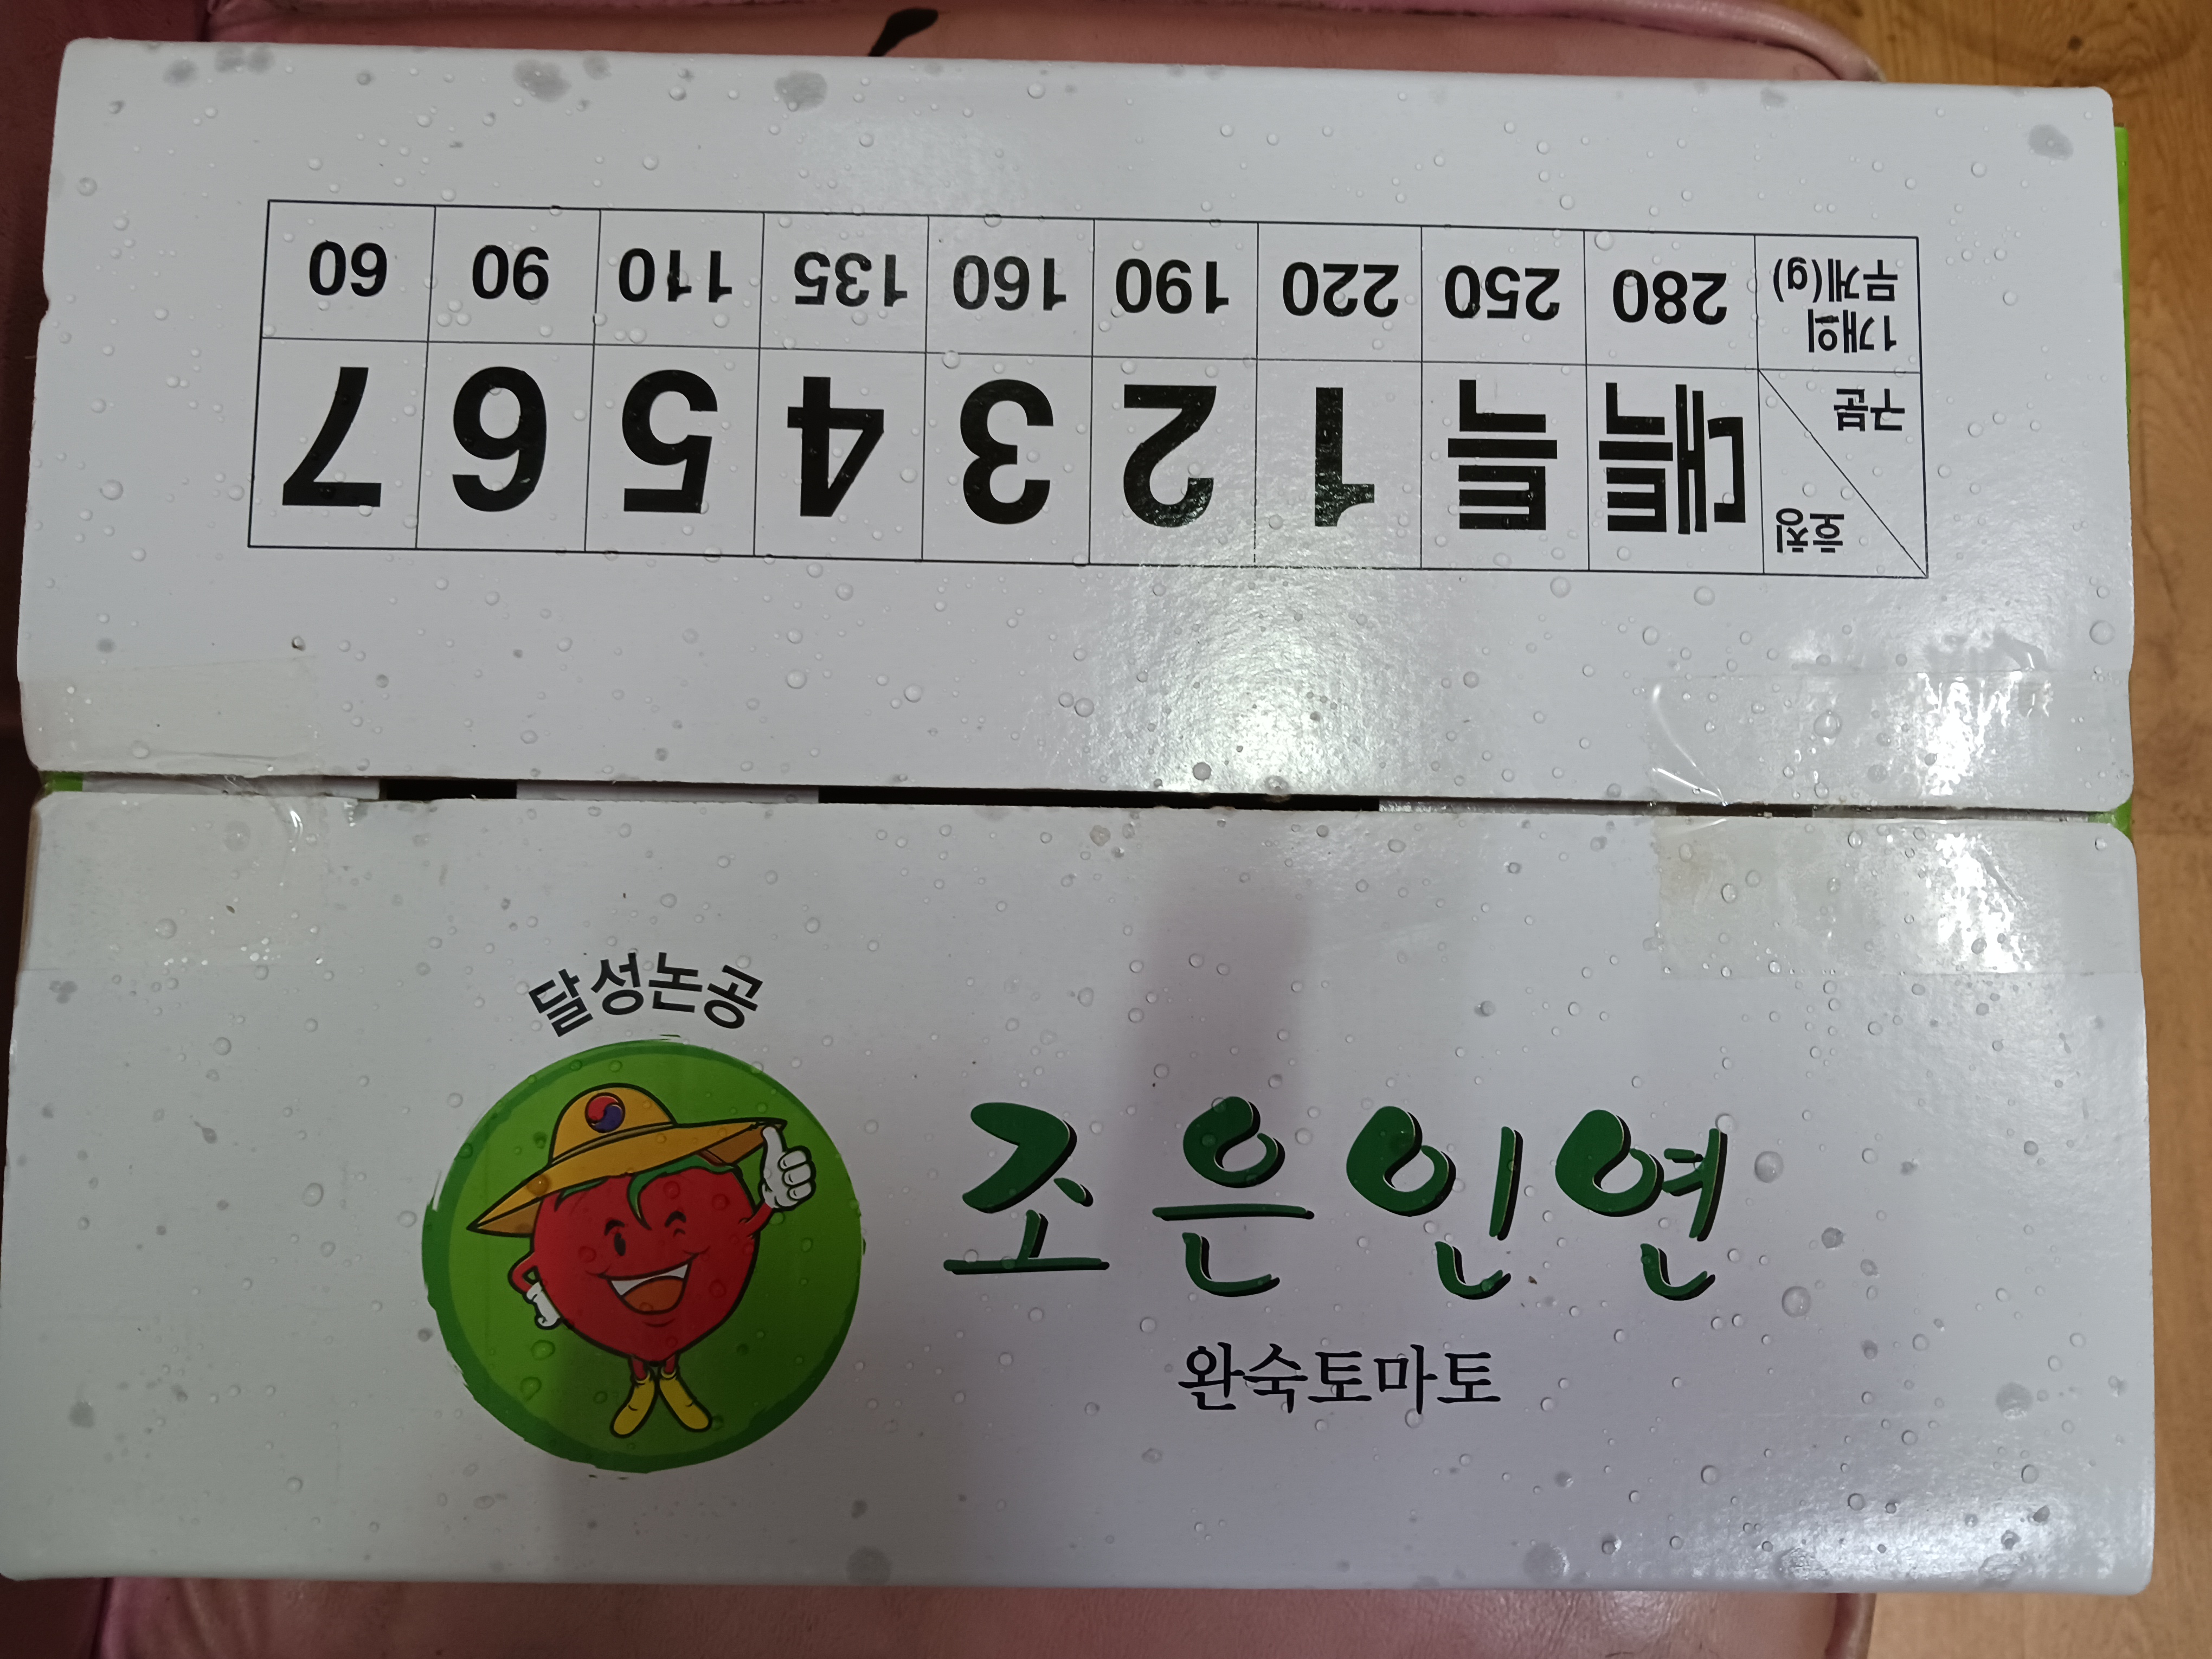 호칭 구분 대특 특 1 2 3 4 5 6 7
1개의 무게(g) 280 250 220 190 160 135 110 90 60
달성논공
조은인연
완숙토마토